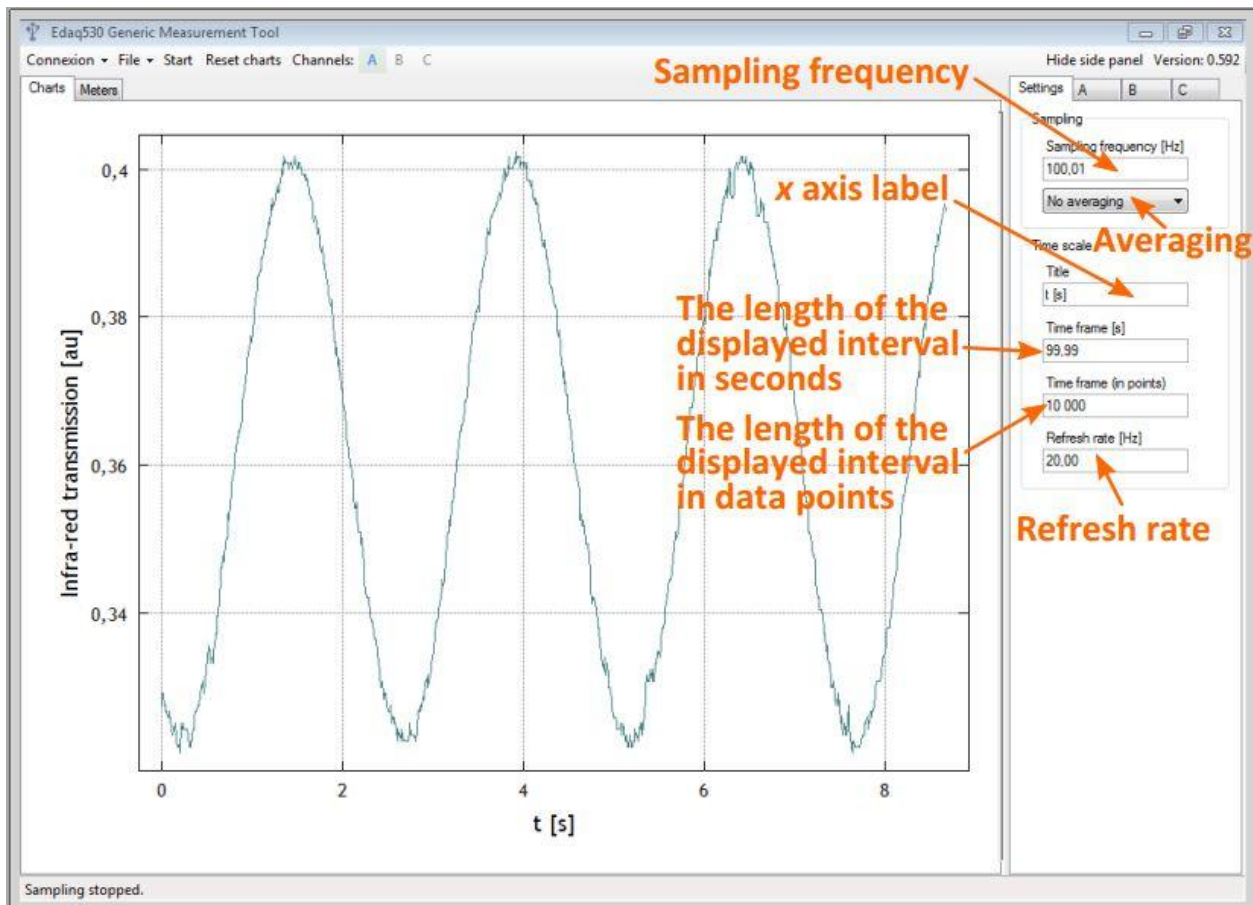 Edaq530 Generic Measurement Tool
Connexion File Start Reset charts Channels: A B C
Hide side panel Version: 0.592
Charts Meters
Settings A B C
Sampling frequency
Sampling
Sampling frequency [Hz]
100,01
No averaging
Averaging
x axis label
Time scale
Title
t [s]
The length of the
displayed interval
in seconds
Time frame [s]
99,99
The length of the
displayed interval
in data points
Time frame (in points)
10 000
Refresh rate [Hz]
20,00
Refresh rate
Infra-red transmission [au]
0,4
0,38
0,36
0,34
0 2 4 6 8
t [s]
Sampling stopped.